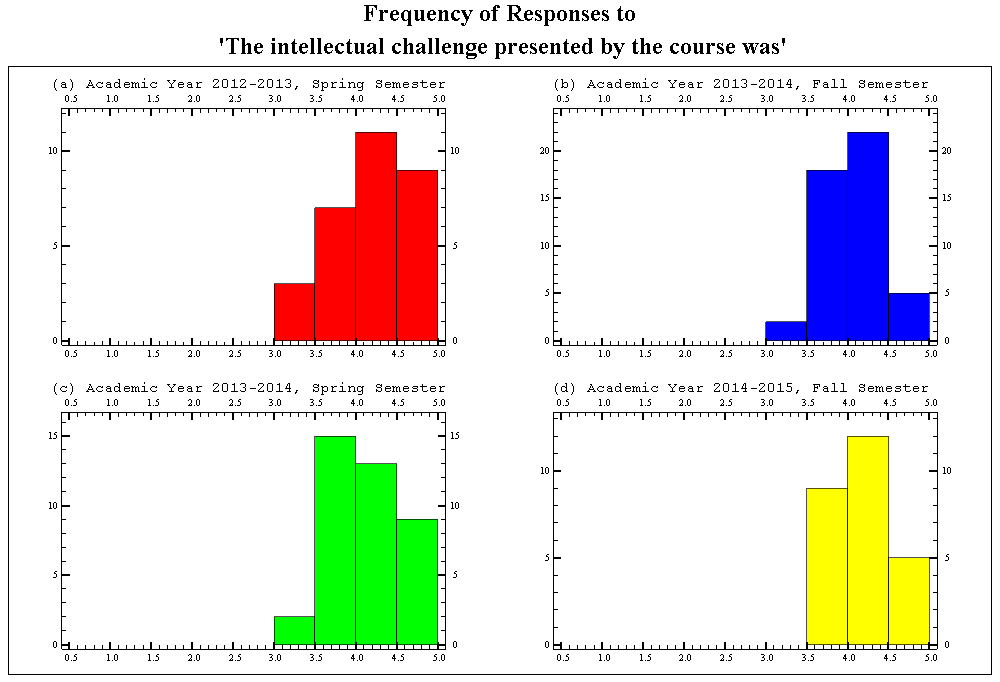 Frequency of Responses to
'The intellectual challenge presented by the course was'
(a) Academic Year 2012-2013, Spring Semester
0.5 1.0 1.5 2.0 2.5 3.0 3.5 4.0 4.5 5.0
10 10
5 5
0 0
0.5 1.0 1.5 2.0 2.5 3.0 3.5 4.0 4.5 5.0
(b) Academic Year 2013-2014, Fall Semester
0.5 1.0 1.5 2.0 2.5 3.0 3.5 4.0 4.5 5.0
20 20
15 15
10 10
5 5
0 0
0.5 1.0 1.5 2.0 2.5 3.0 3.5 4.0 4.5 5.0
(c) Academic Year 2013-2014, Spring Semester
0.5 1.0 1.5 2.0 2.5 3.0 3.5 4.0 4.5 5.0
15 15
10 10
5 5
0 0
0.5 1.0 1.5 2.0 2.5 3.0 3.5 4.0 4.5 5.0
(d) Academic Year 2014-2015, Fall Semester
0.5 1.0 1.5 2.0 2.5 3.0 3.5 4.0 4.5 5.0
10 10
5 5
0 0
0.5 1.0 1.5 2.0 2.5 3.0 3.5 4.0 4.5 5.0